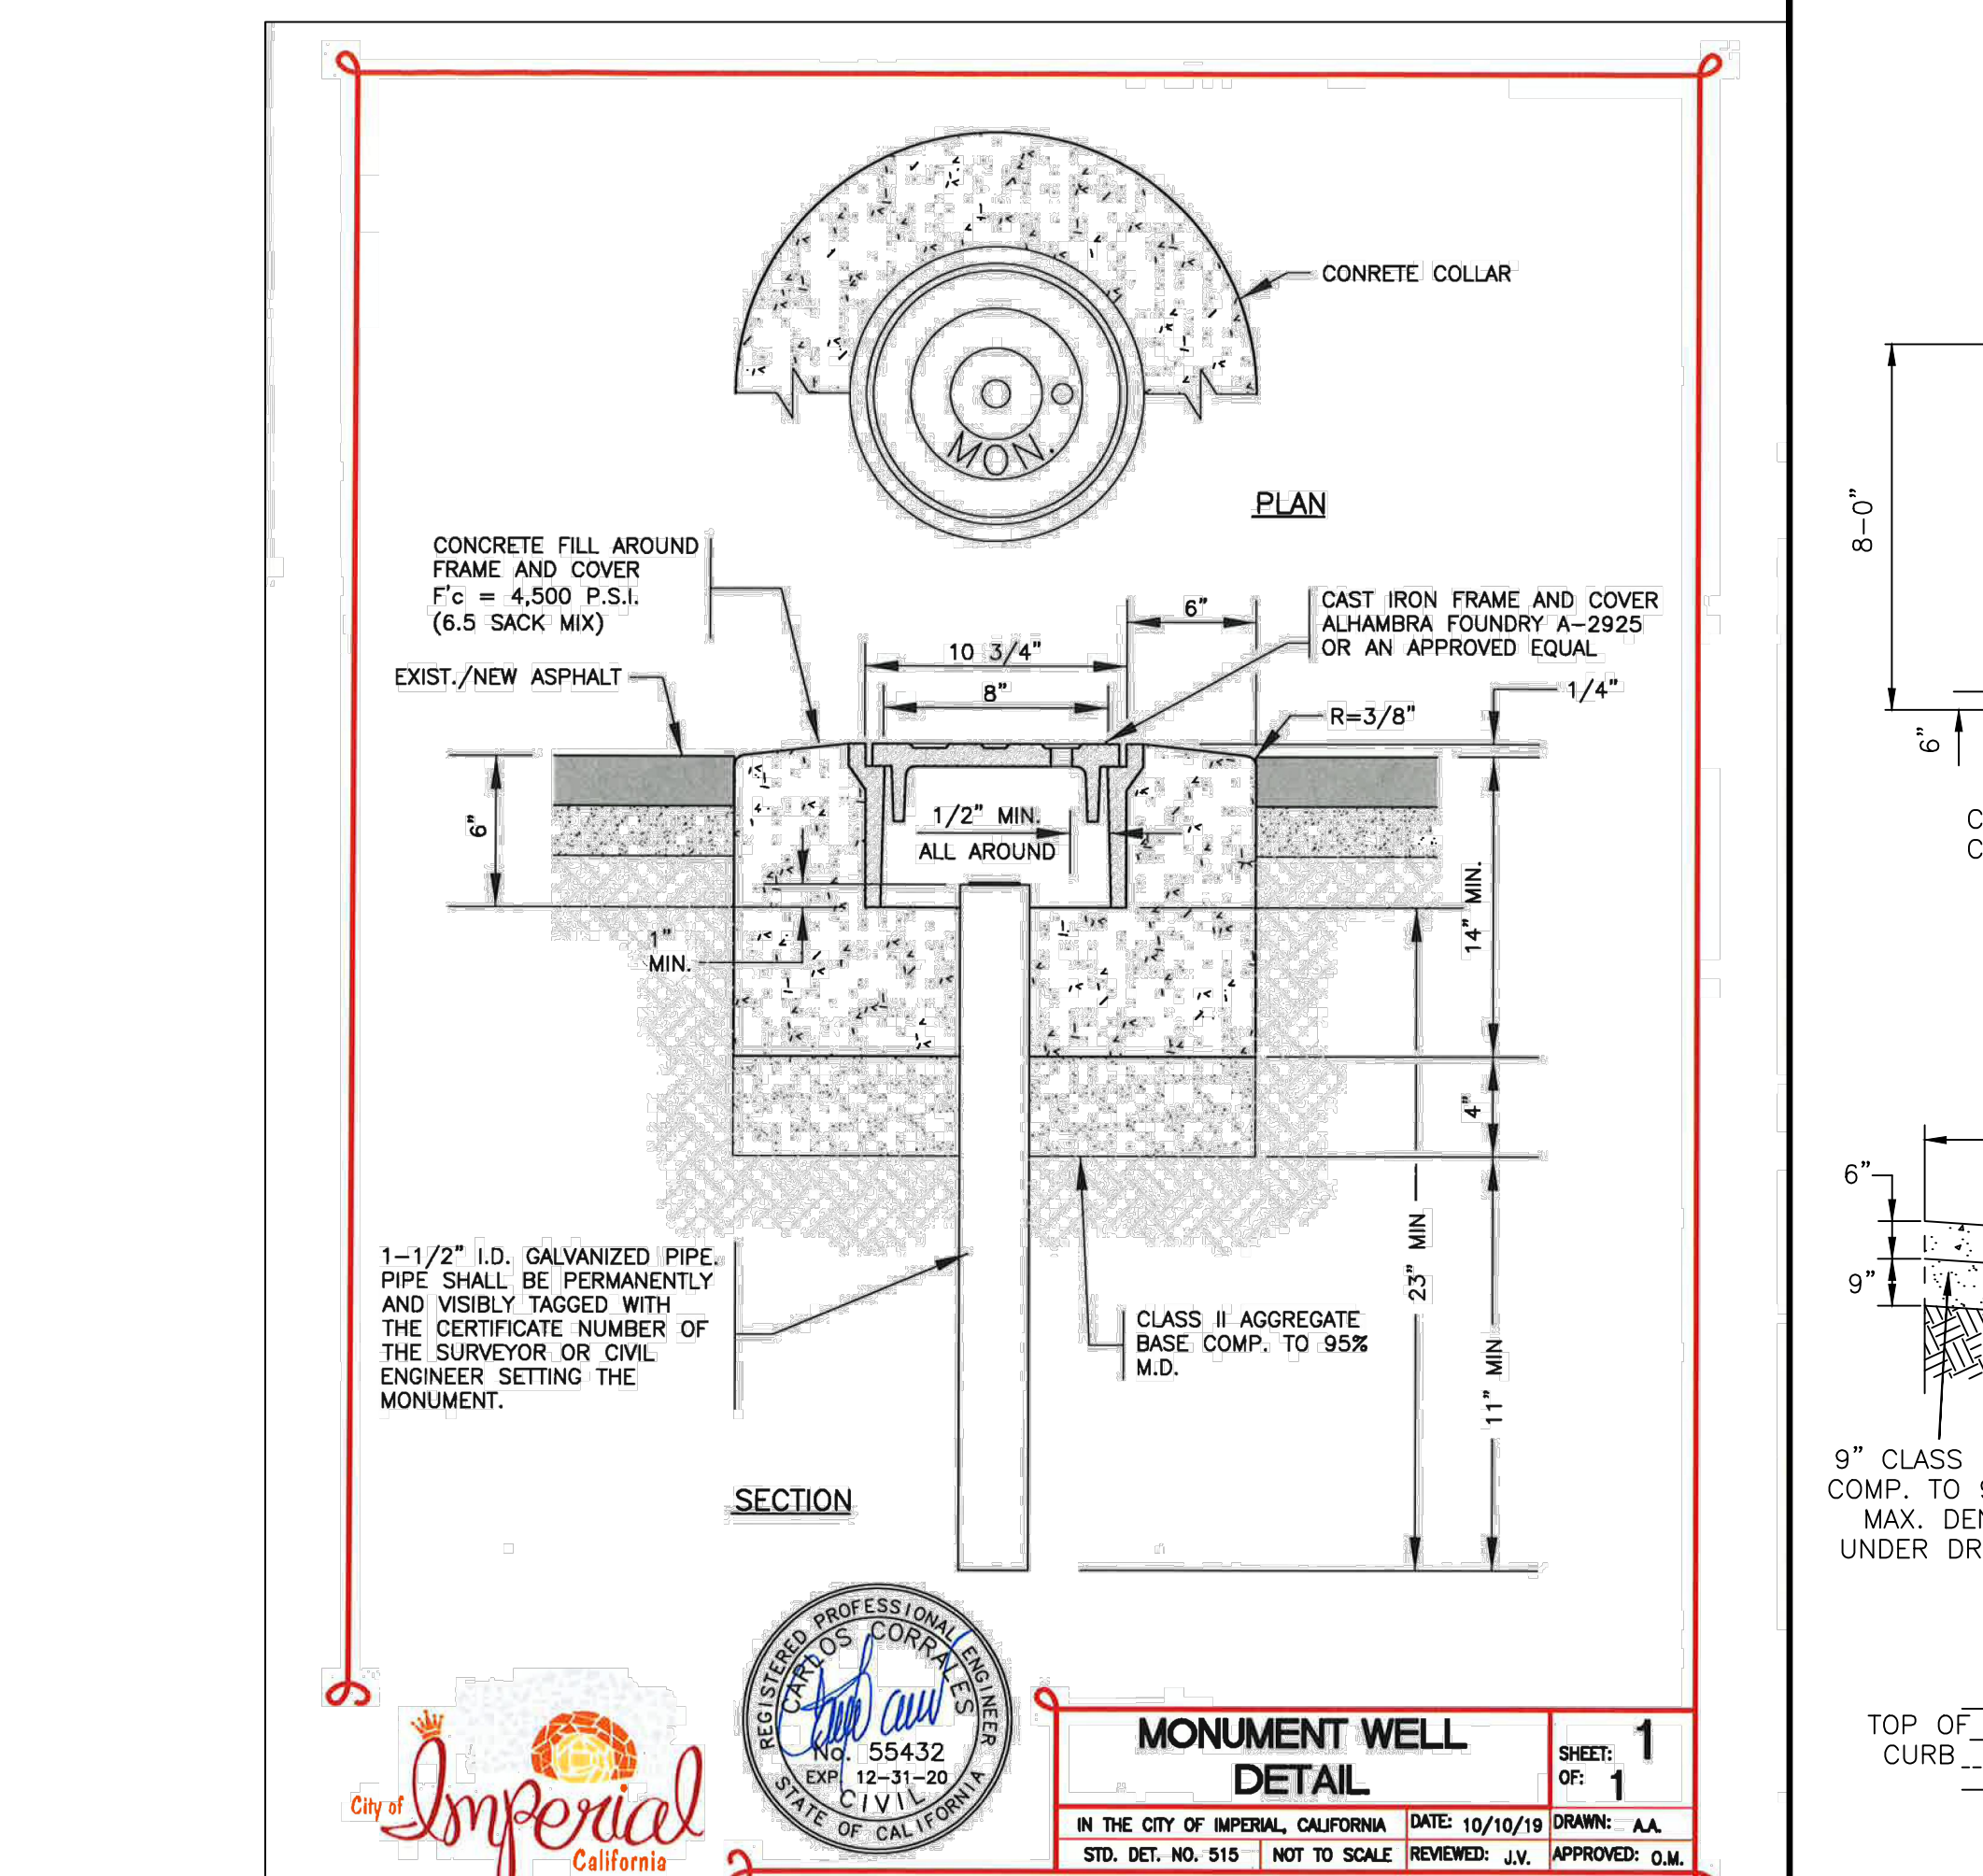 CONRETE COLLAR
MON.
PLAN
CONCRETE FILL AROUND
FRAME AND COVER
F'c = 4,500 P.S.I.
(6.5 SACK MIX)
EXIST./NEW ASPHALT
6"
CAST IRON FRAME AND COVER
ALHAMBRA FOUNDRY A-2925
OR AN APPROVED EQUAL
10 3/4"
8"
1/4"
R=3/8"
6"
1/2" MIN.
ALL AROUND
1"
MIN.
14" MIN.
4"
23" MIN
11" MIN
1-1/2" I.D. GALVANIZED PIPE.
PIPE SHALL BE PERMANENTLY
AND VISIBLY TAGGED WITH
THE CERTIFICATE NUMBER OF
THE SURVEYOR OR CIVIL
ENGINEER SETTING THE
MONUMENT.
CLASS II AGGREGATE
BASE COMP. TO 95%
M.D.
SECTION
REGISTERED PROFESSIONAL ENGINEER
CARLOS CORRALES
No. 55432
EXP. 12-31-20
CIVIL
STATE OF CALIFORNIA
City of
Imperial
California
MONUMENT WELL
DETAIL
SHEET: 1
OF: 1
IN THE CITY OF IMPERIAL, CALIFORNIA
DATE: 10/10/19
DRAWN: A.A.
STD. DET. NO. 515
NOT TO SCALE
REVIEWED: J.V.
APPROVED: O.M.
8-0"
6"
C
C
6"
9"
9" CLASS
COMP. TO
MAX.
UNDER
TOP OF
CURB